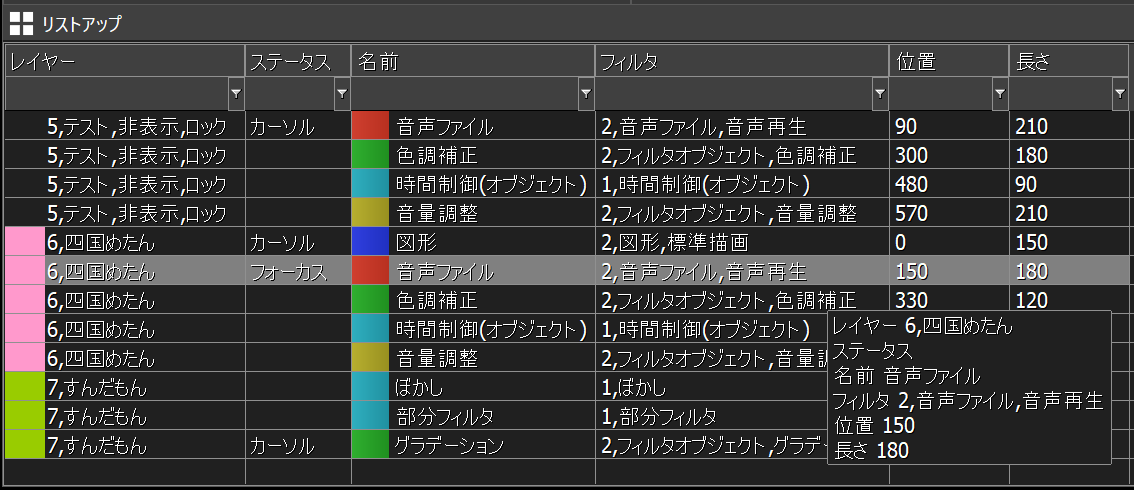 リストアップ
レイヤー ステータス 名前 フィルタ 位置 長さ
5,テスト,非表示,ロック カーソル 音声ファイル 2,音声ファイル,音声再生 90 210
5,テスト,非表示,ロック 色調補正 2,フィルタオブジェクト,色調補正 300 180
5,テスト,非表示,ロック 時間制御(オブジェクト) 1,時間制御(オブジェクト) 480 90
5,テスト,非表示,ロック 音量調整 2,フィルタオブジェクト,音量調整 570 210
6,四国めたん カーソル 図形 2,図形,標準描画 0 150
6,四国めたん フォーカス 音声ファイル 2,音声ファイル,音声再生 150 180
6,四国めたん 色調補正 2,フィルタオブジェクト,色調補正 330 120
6,四国めたん 時間制御(オブジェクト) 1,時間制御(オブジェクト)
6,四国めたん 音量調整 2,フィルタオブジェクト,音量調
7,すんだもん ぼかし 1,ぼかし
7,すんだもん 部分フィルタ 1,部分フィルタ
7,すんだもん カーソル グラデーション 2,フィルタオブジェクト,グラデ
レイヤー 6,四国めたん
ステータス
名前 音声ファイル
フィルタ 2,音声ファイル,音声再生
位置 150
長さ 180